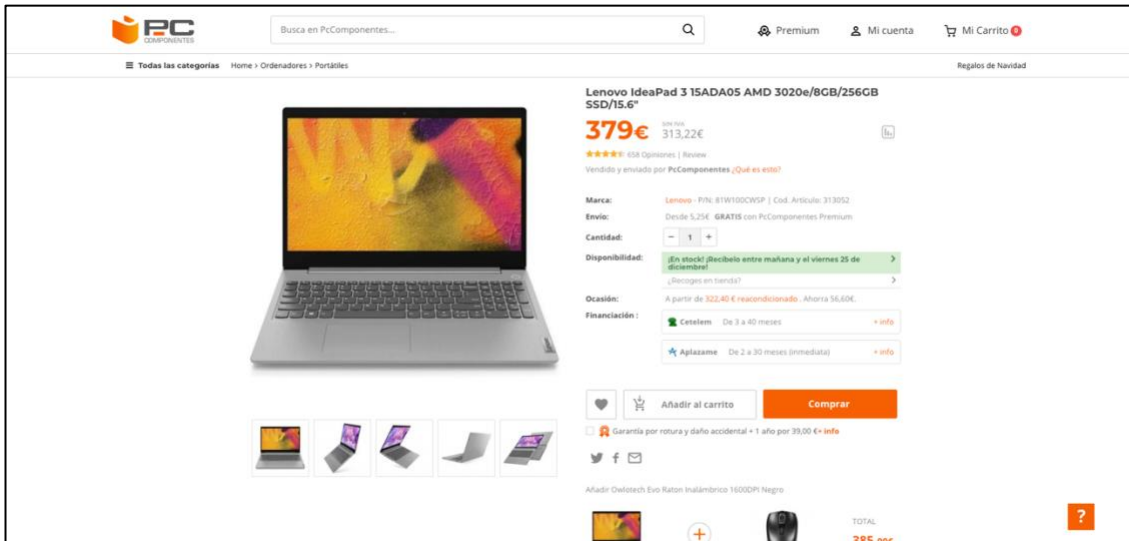 PC
COMPONENTES
Busca en PcComponentes...
Premium
Mi cuenta
Mi Carrito 0
Todas las categorías Home > Ordenadores > Portátiles
Regalos de Navidad
Lenovo IdeaPad 3 15ADA05 AMD 3020e/8GB/256GB
SSD/15.6"
379€ SIN IVA 313,22€
658 Opiniones | Review
Vendido y enviado por PcComponentes ¿Qué es esto?
Marca: Lenovo - P/N: 81W100CWSP | Cod. Artículo: 313052
Envío: Desde 5,25€ GRATIS con PcComponentes Premium
Cantidad: - 1 +
Disponibilidad: ¡En stock! ¡Recíbelo entre mañana y el viernes 25 de
diciembre!
¿Recoges en tienda?
Ocasión: A partir de 322,40 € reacondicionado . Ahorra 56,60€.
Financiación :
Cetelem De 3 a 40 meses + info
Aplazame De 2 a 30 meses (inmediata) + info
Añadir al carrito
Comprar
Garantía por rotura y daño accidental + 1 año por 39,00 €+ info
Añadir Owlotech Evo Raton Inalámbrico 1600DPI Negro
+
TOTAL
?